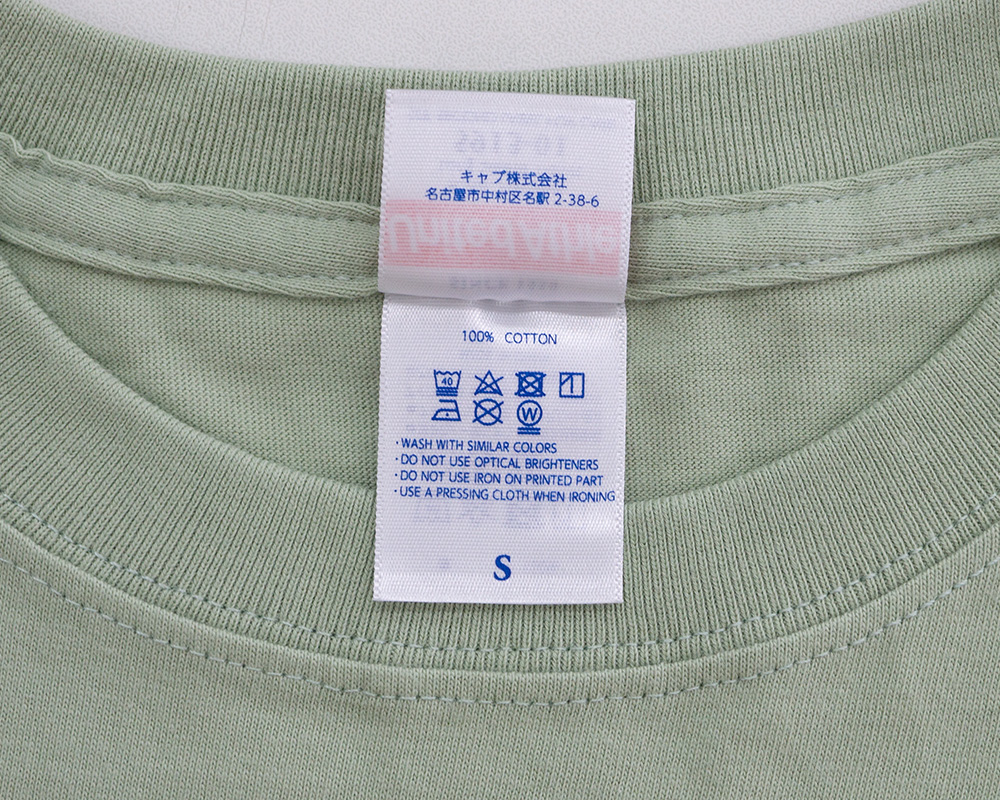 キャブ株式会社
名古屋市中村区名駅 2-38-6
100% COTTON
40
W
・WASH WITH SIMILAR COLORS
・DO NOT USE OPTICAL BRIGHTENERS
・DO NOT USE IRON ON PRINTED PART
・USE A PRESSING CLOTH WHEN IRONING
S